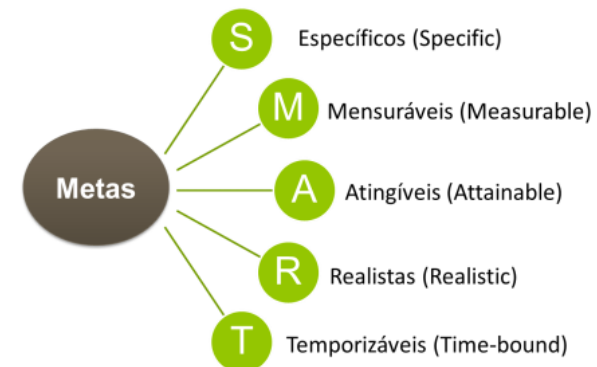 S Específicos (Specific)
M Mensuráveis (Measurable)
Metas
A Atingíveis (Attainable)
R Realistas (Realistic)
T Temporizáveis (Time-bound)